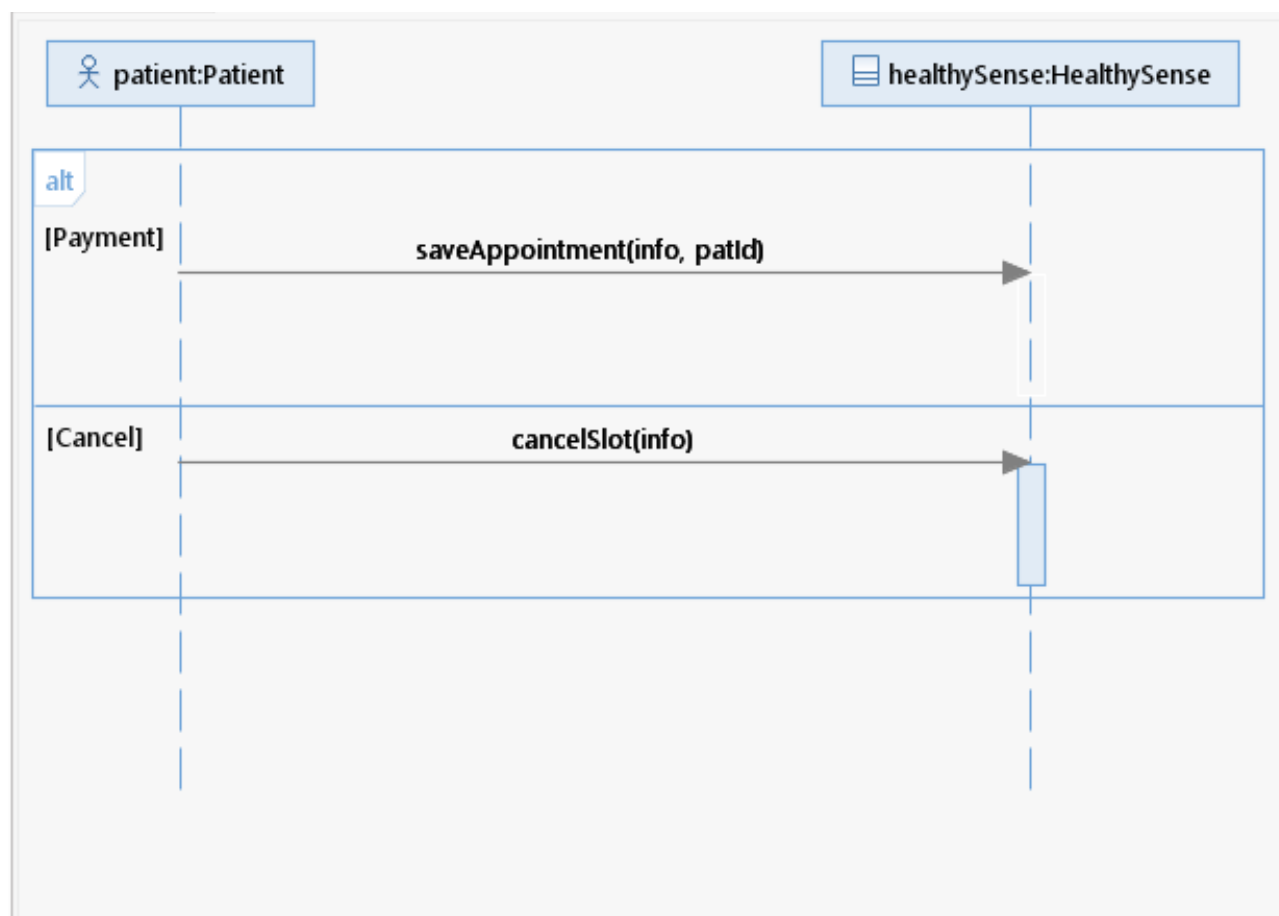 patient:Patient
healthySense:HealthySense
alt
[Payment]
saveAppointment(info, patId)
[Cancel]
cancelSlot(info)